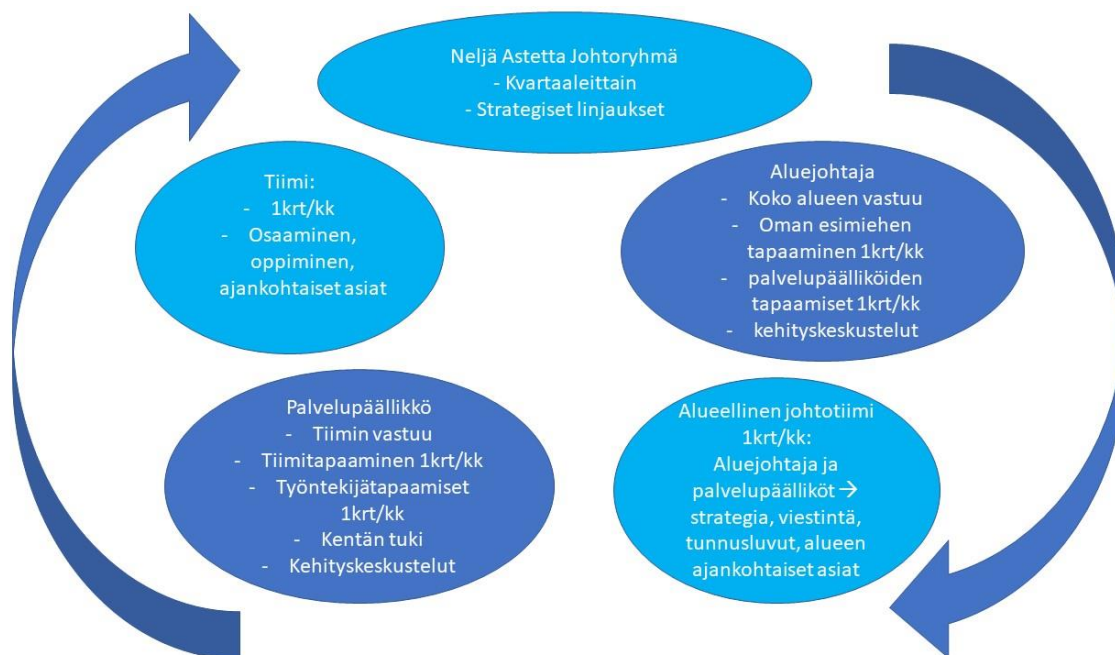 Neljä Astetta Johtoryhmä
- Kvartaaleittain
- Strategiset linjaukset
Aluejohtaja
- Koko alueen vastuu
- Oman esimiehen
tapaaminen 1krt/kk
- palvelupäälliköiden
tapaamiset 1krt/kk
- kehityskeskustelut
Alueellinen johtotiimi
1krt/kk:
Aluejohtaja ja
palvelupäälliköt →
strategia, viestintä,
tunnusluvut, alueen
ajankohtaiset asiat
Palvelupäällikkö
- Tiimin vastuu
- Tiimitapaaminen 1krt/kk
- Työntekijätapaamiset
1krt/kk
- Kentän tuki
- Kehityskeskustelut
Tiimi:
- 1krt/kk
- Osaaminen,
oppiminen,
ajankohtaiset asiat